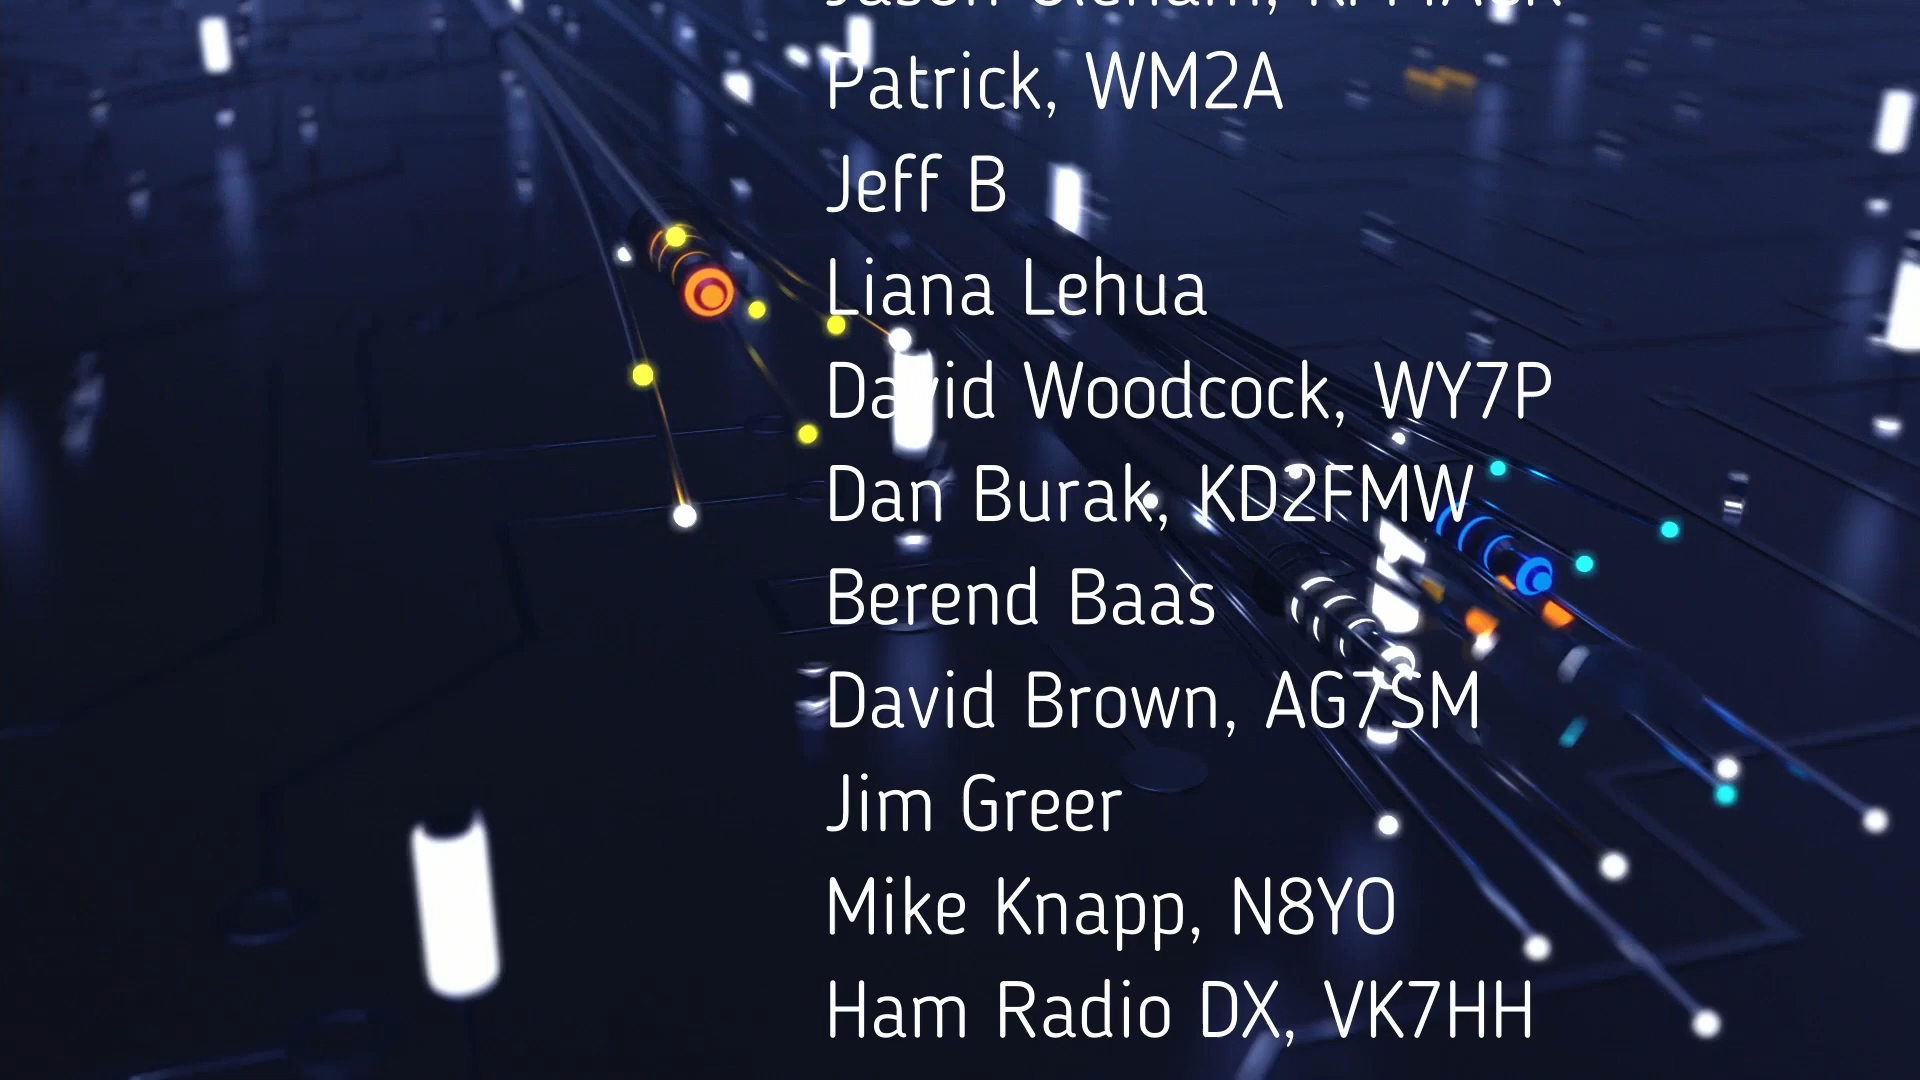 Patrick, WM2A
Jeff B
Liana Lehua
David Woodcock, WY7P
Dan Burak, KD2FMW
Berend Baas
David Brown, AG7SM
Jim Greer
Mike Knapp, N8YO
Ham Radio DX, VK7HH